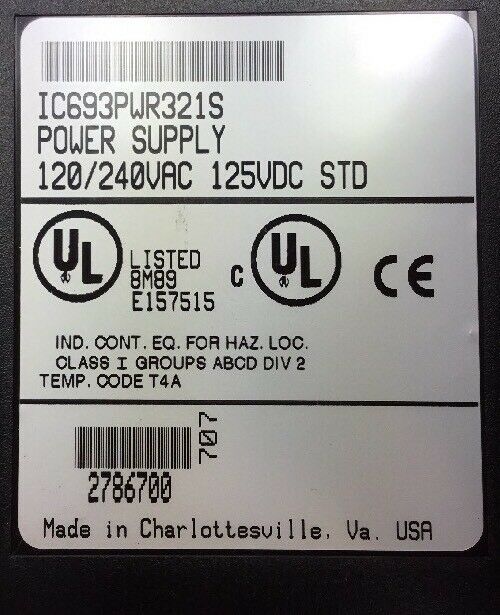 IC693PWR321S
POWER SUPPLY
120/240VAC 125VDC STD
UL LISTED
8M89
E157515
C UL CE
IND. CONT. EQ. FOR HAZ. LOC.
CLASS I GROUPS ABCD DIV 2
TEMP. CODE T4A
707
2786700
Made in Charlottesville, Va. USA